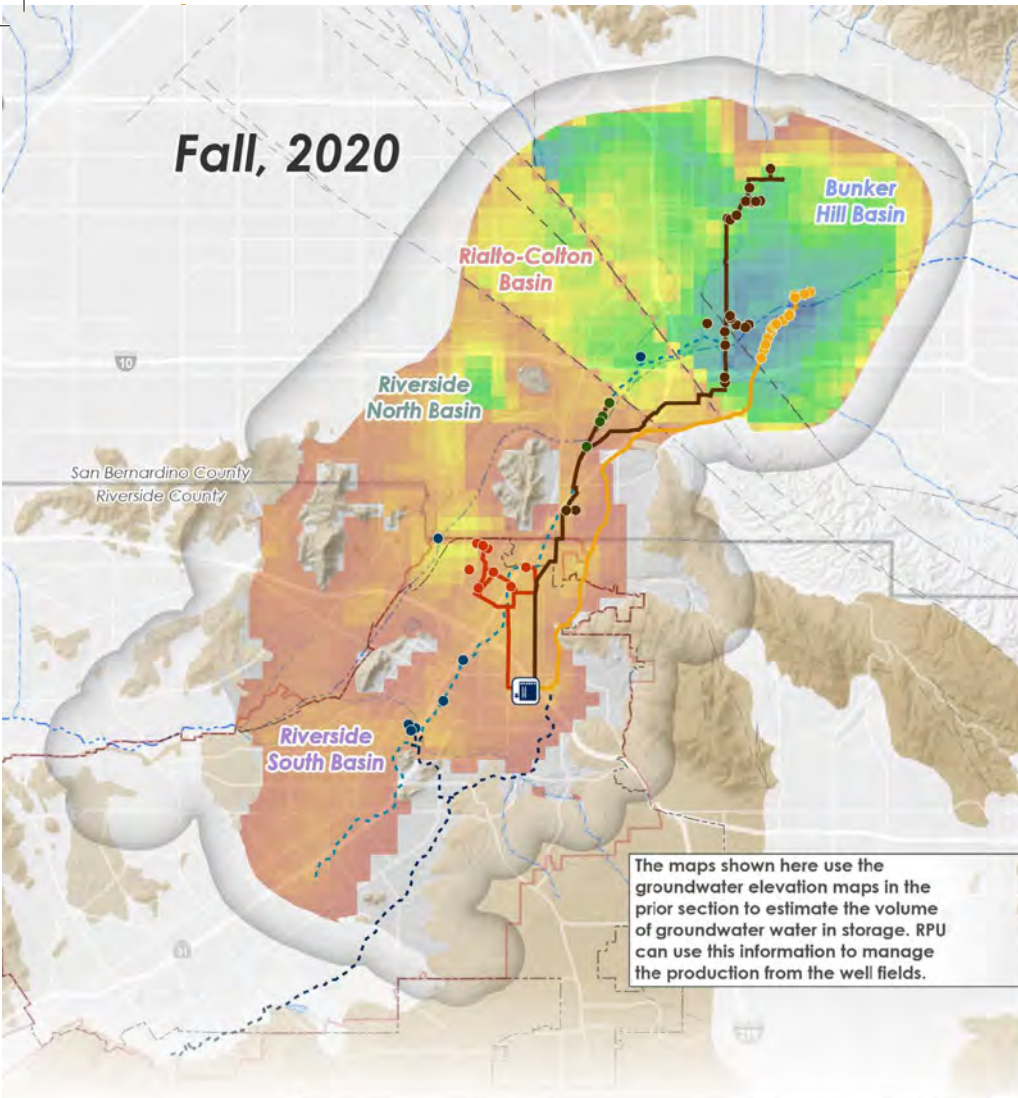 Fall, 2020
Bunker
Hill Basin
Rialto-Colton
Basin
10
Riverside
North Basin
San Bernardino County
Riverside County
Riverside
South Basin
The maps shown here use the
groundwater elevation maps in the
prior section to estimate the volume
of groundwater water in storage. RPU
can use this information to manage
the production from the well fields.
91